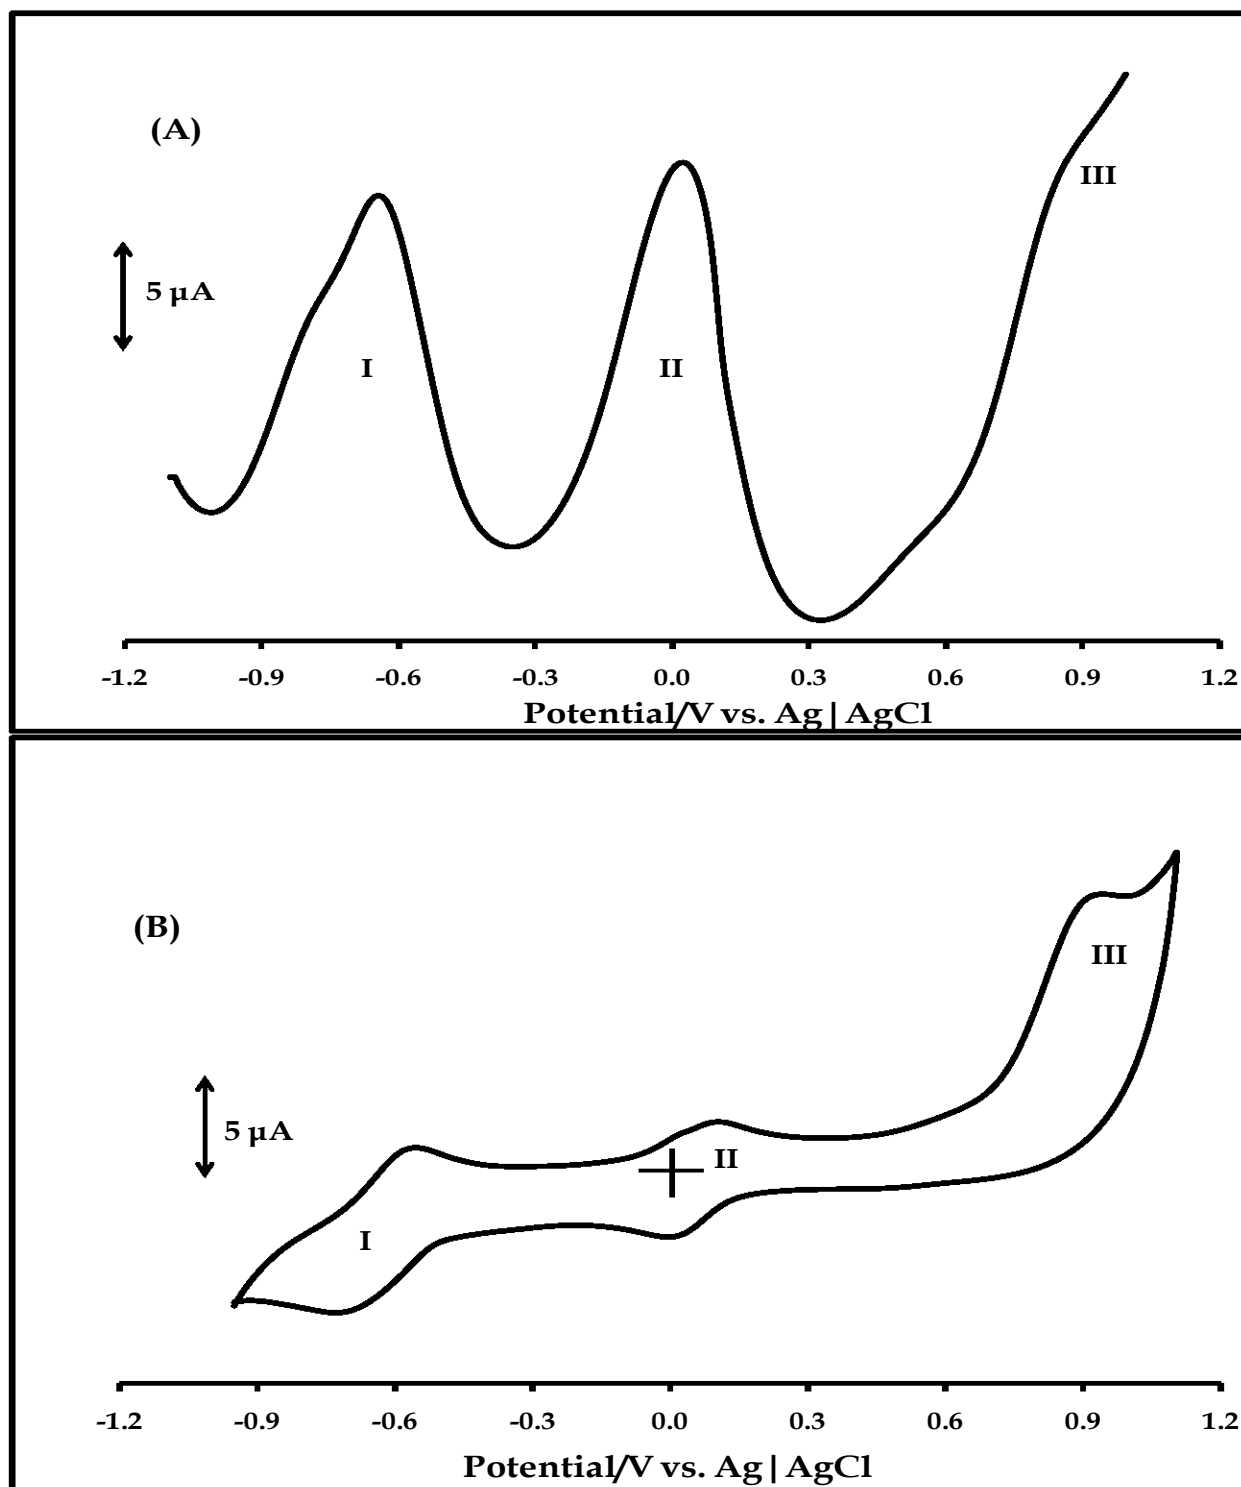 (A)
III
5 µA
I
II
-1.2 -0.9 -0.6 -0.3 0.0 0.3 0.6 0.9 1.2
Potential/V vs. Ag|AgCl
(B)
III
5 µA
II
I
-1.2 -0.9 -0.6 -0.3 0.0 0.3 0.6 0.9 1.2
Potential/V vs. Ag|AgCl